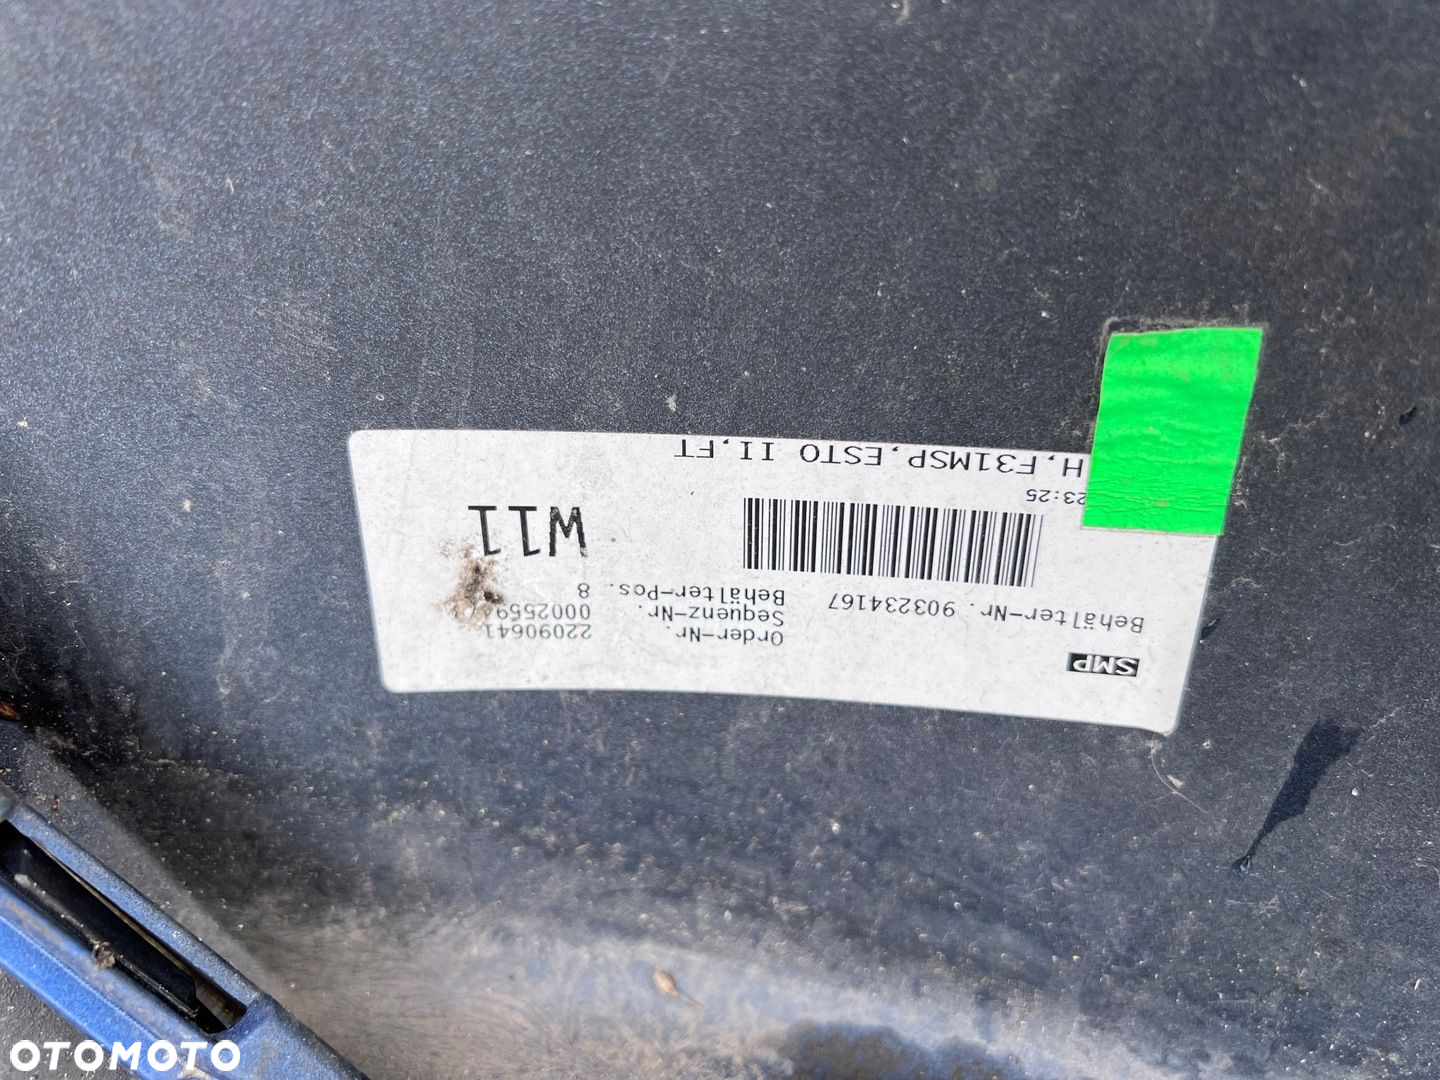 SMP
Behälter-Nr. 903234167
Order-Nr. 22090641
Sequenz-Nr. 0002559
Behälter-Pos. 8
W11
23:25
H.F31MSP.ESTO II,FT
OTOMOTO